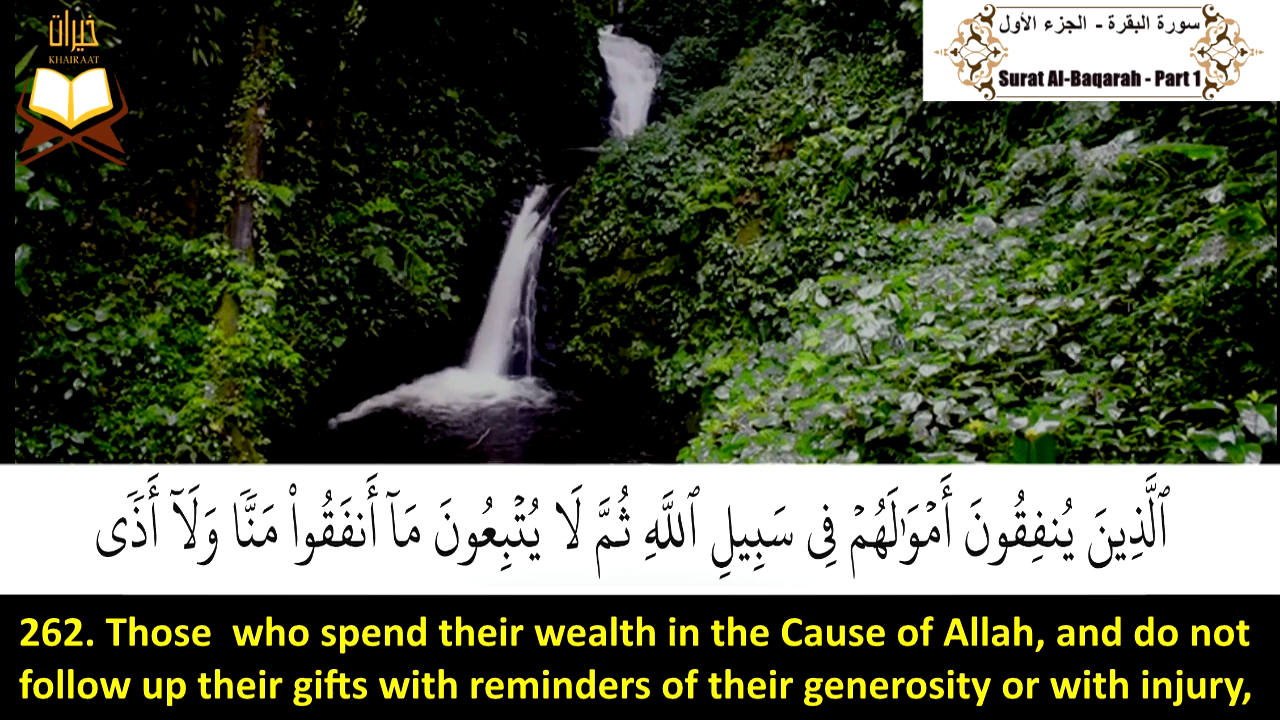 خيرات
KHAIRAAT
سورة البقرة - الجزء الأول
Surat Al-Baqarah - Part 1
ٱلَّذِينَ يُنفِقُونَ أَمْوَٰلَهُمْ فِى سَبِيلِ ٱللَّهِ ثُمَّ لَا يُتْبِعُونَ مَآ أَنفَقُوا۟ مَنًّا وَلَآ أَذًى
262. Those who spend their wealth in the Cause of Allah, and do not
follow up their gifts with reminders of their generosity or with injury,